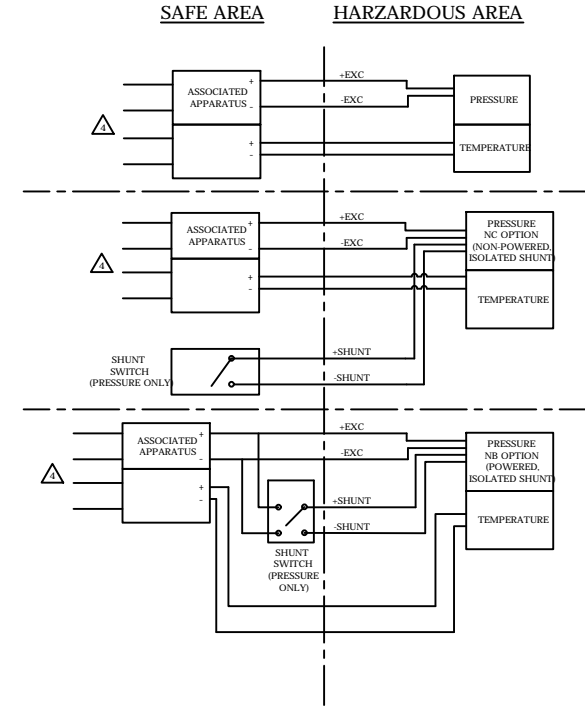 SAFE AREA
HARZARDOUS AREA
+EXC
-EXC
+
-
+
-
ASSOCIATED
APPARATUS
PRESSURE
TEMPERATURE
4
+EXC
-EXC
+
-
+
-
ASSOCIATED
APPARATUS
PRESSURE
NC OPTION
(NON-POWERED,
ISOLATED SHUNT)
TEMPERATURE
4
SHUNT
SWITCH
(PRESSURE ONLY)
+SHUNT
-SHUNT
+EXC
-EXC
+
-
+
-
ASSOCIATED
APPARATUS
PRESSURE
NB OPTION
(POWERED,
ISOLATED SHUNT)
TEMPERATURE
4
+SHUNT
-SHUNT
SHUNT
SWITCH
(PRESSURE
ONLY)